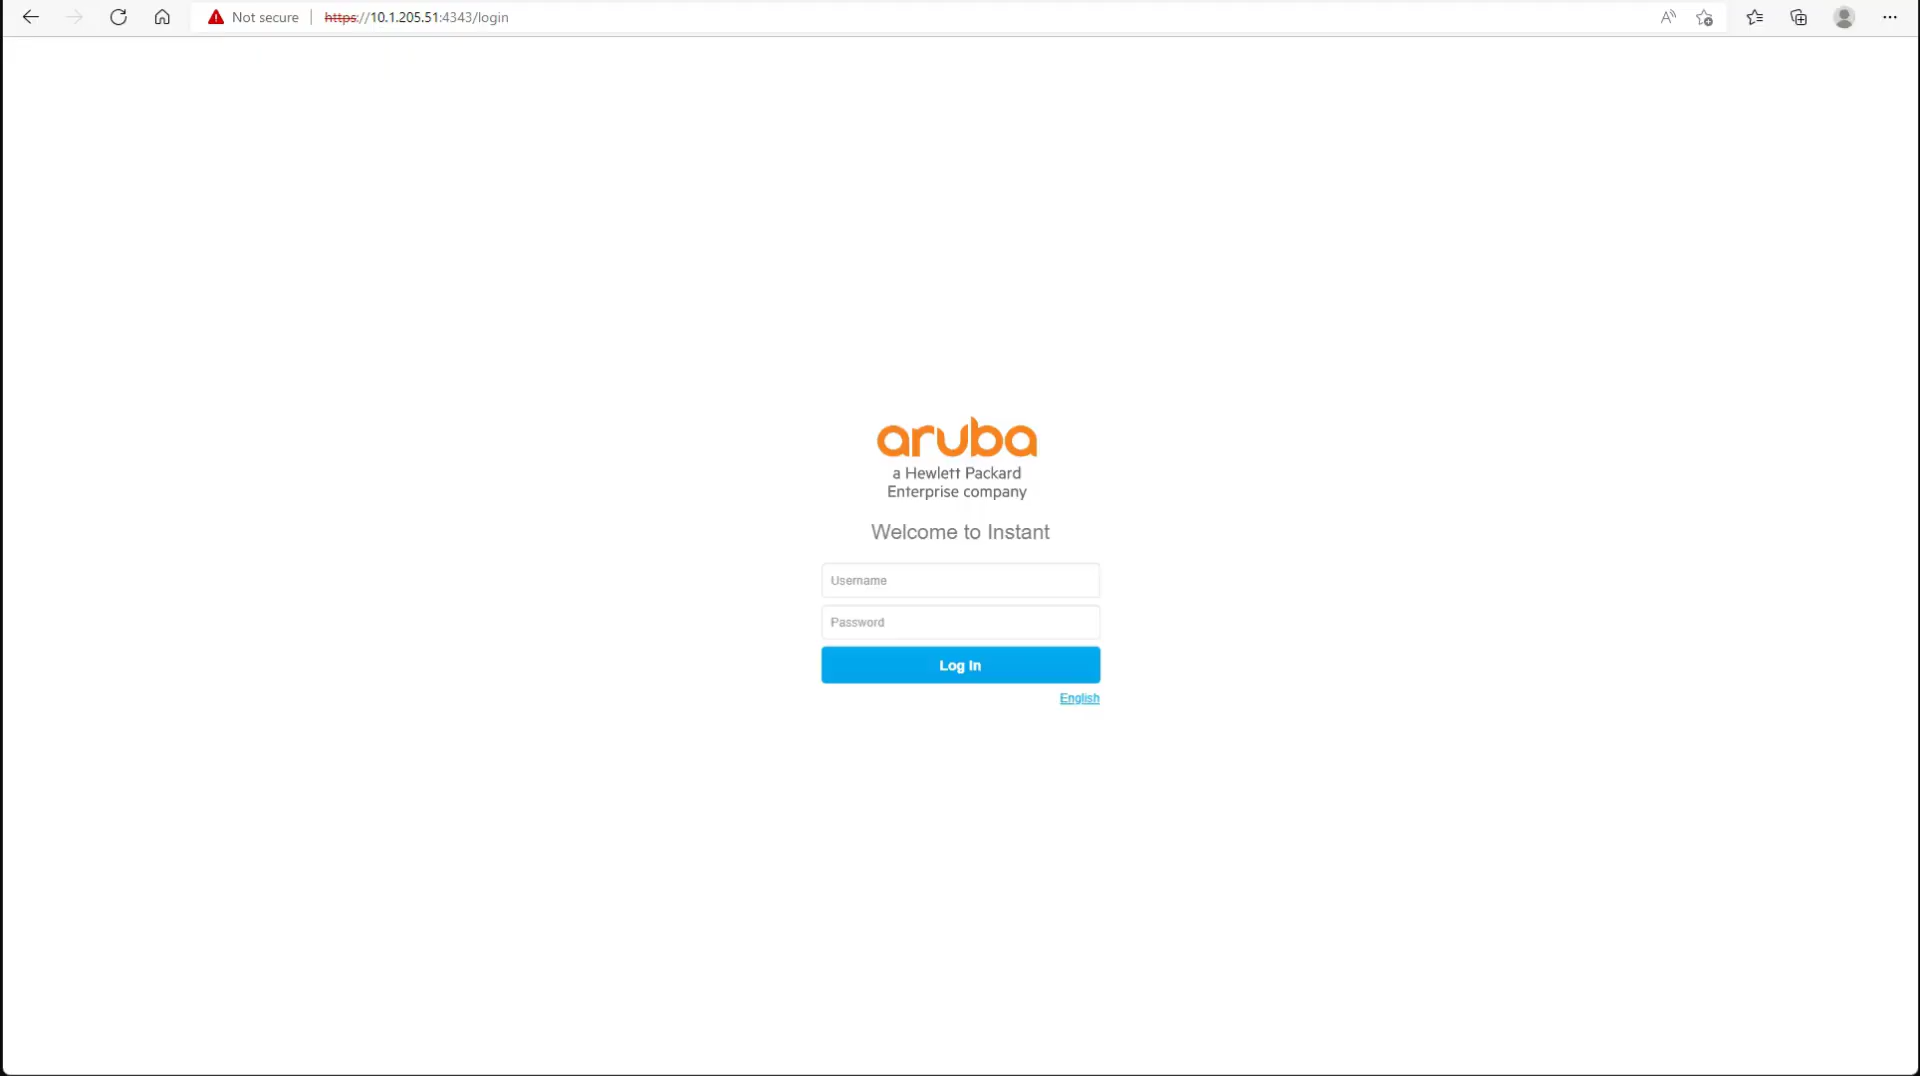 Not secure | https://10.1.205.51:4343/login
aruba
a Hewlett Packard
Enterprise company
Welcome to Instant
Username
Password
Log In
English